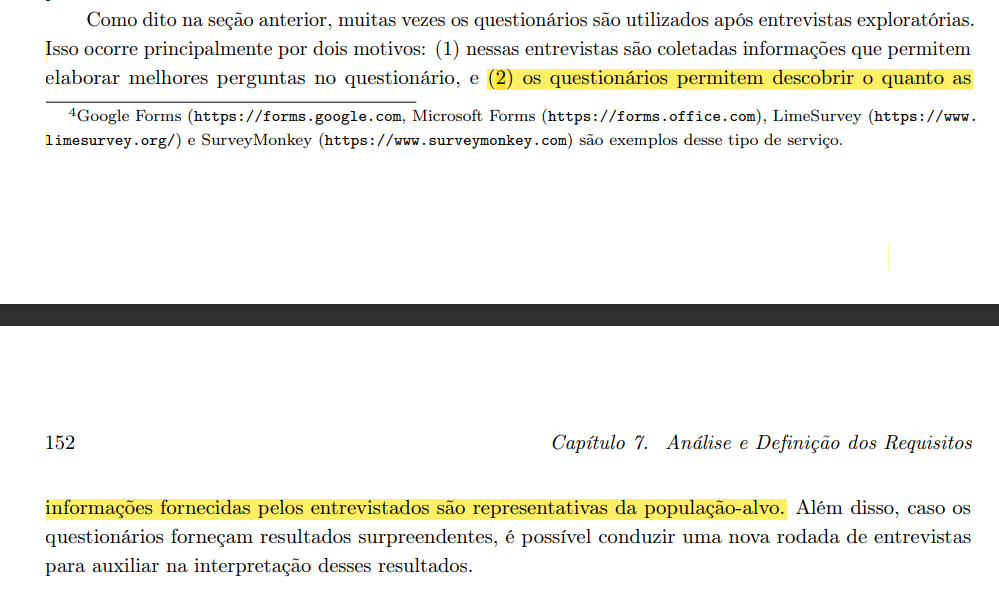 Como dito na seção anterior, muitas vezes os questionários são utilizados após entrevistas exploratórias.
Isso ocorre principalmente por dois motivos: (1) nessas entrevistas são coletadas informações que permitem
elaborar melhores perguntas no questionário, e (2) os questionários permitem descobrir o quanto as
⁴Google Forms (https://forms.google.com, Microsoft Forms (https://forms.office.com), LimeSurvey (https://www.
limesurvey.org/) e SurveyMonkey (https://www.surveymonkey.com) são exemplos desse tipo de serviço.
152 Capítulo 7. Análise e Definição dos Requisitos
informações fornecidas pelos entrevistados são representativas da população-alvo. Além disso, caso os
questionários forneçam resultados surpreendentes, é possível conduzir uma nova rodada de entrevistas
para auxiliar na interpretação desses resultados.